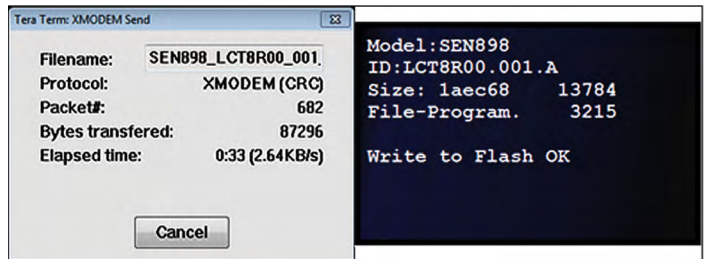 Tera Term: XMODEM Send
Filename: SEN898_LCT8R00_001.
Protocol: XMODEM (CRC)
Packet#: 682
Bytes transfered: 87296
Elapsed time: 0:33 (2.64KB/s)
Cancel
Model:SEN898
ID:LCT8R00.001.A
Size: 1aec68 13784
File-Program. 3215
Write to Flash OK